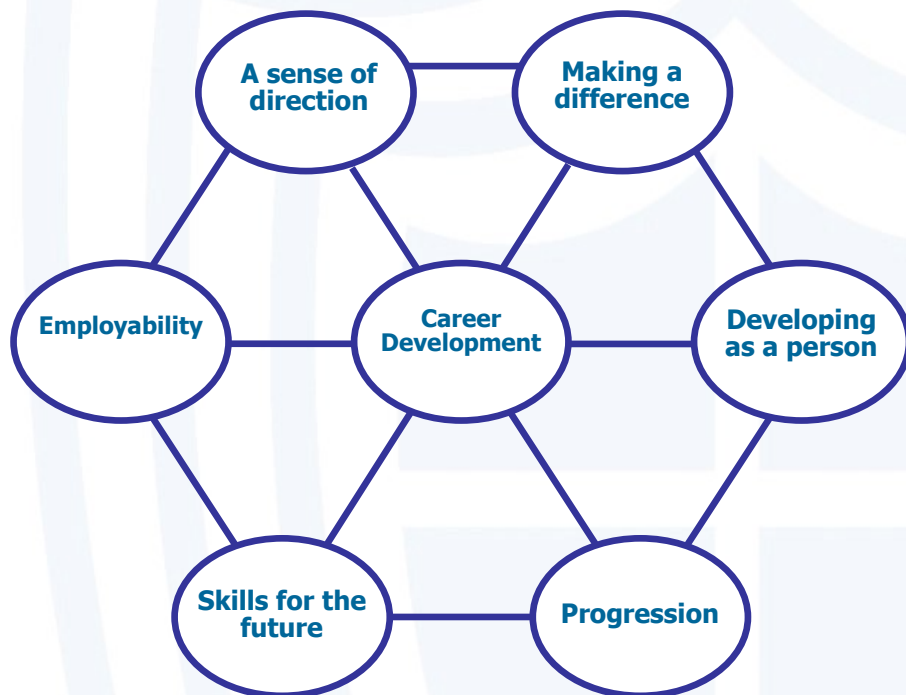 A sense of
direction
Making a
difference
Employability
Career
Development
Developing
as a person
Skills for the
future
Progression